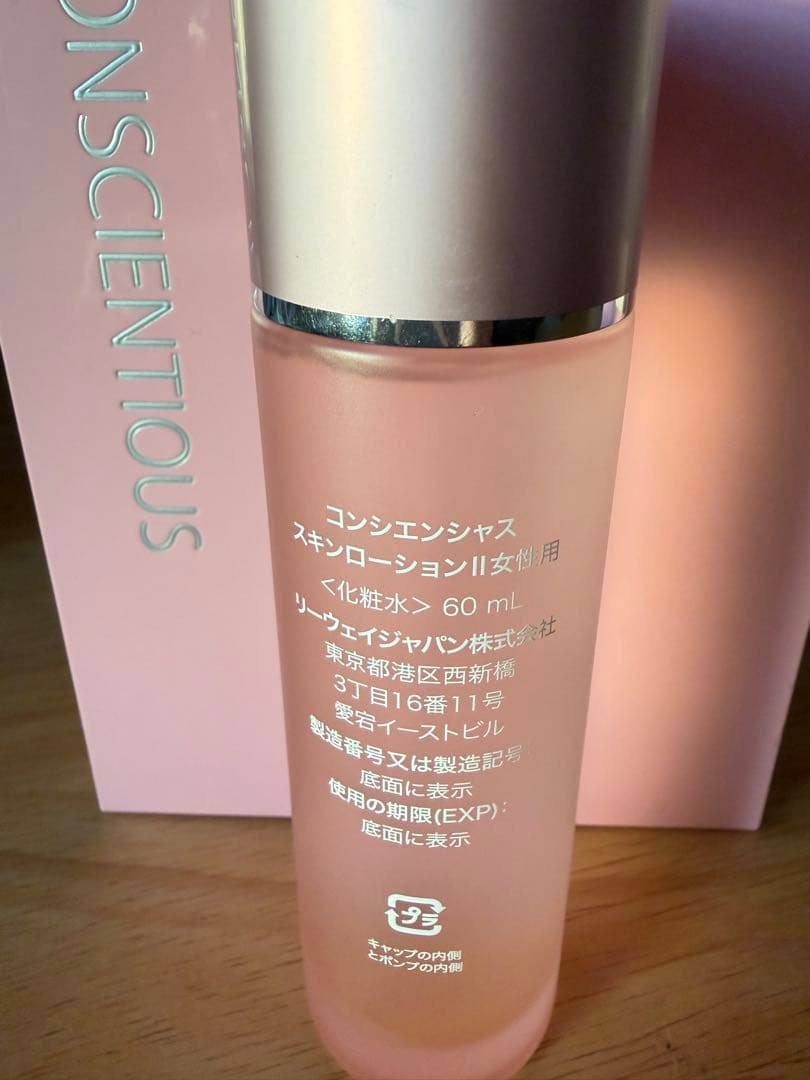 ONSCIENTIOUS
コンシエンシャス
スキンローションⅡ女性用
＜化粧水＞ 60 mL
リーウェイジャパン株式会社
東京都港区西新橋
3丁目16番11号
愛宕イーストビル
製造番号又は製造記号:
底面に表示
使用の期限(EXP):
底面に表示
プラ
キャップの内側
とポンプの内側